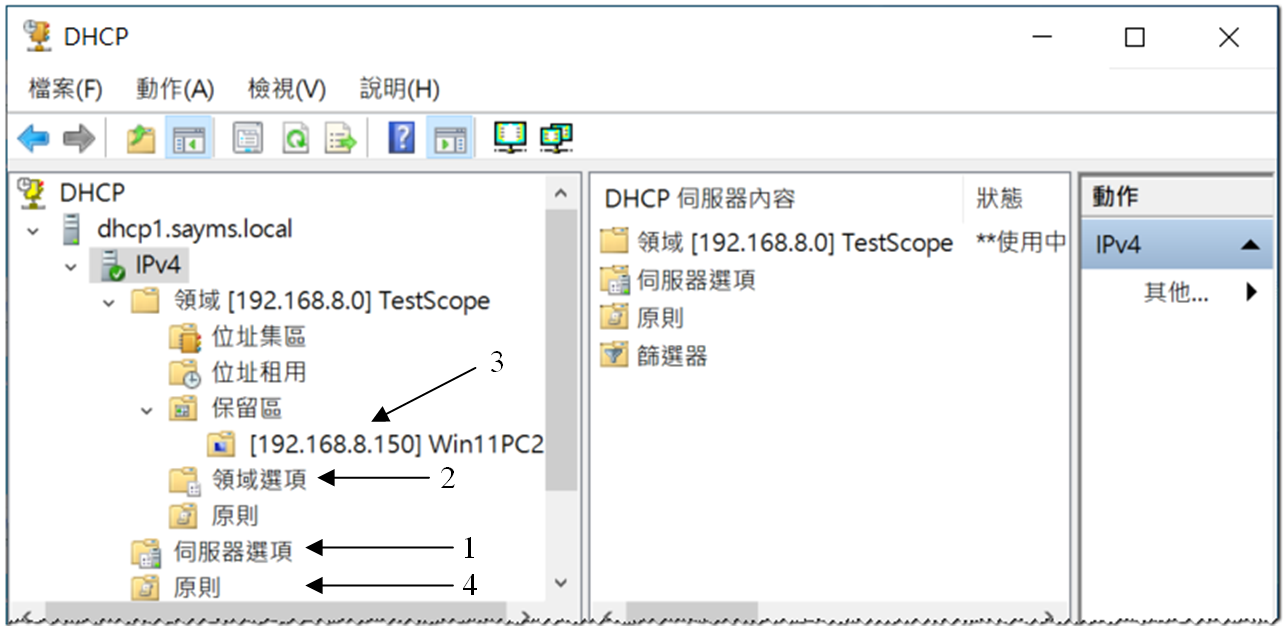 DHCP
檔案(F) 動作(A) 檢視(V) 說明(H)
DHCP
dhcp1.sayms.local
IPv4
領域 [192.168.8.0] TestScope
位址集區
位址租用
3
保留區
[192.168.8.150] Win11PC2
領域選項
2
原則
伺服器選項
1
原則
4
DHCP 伺服器內容 狀態
領域 [192.168.8.0] TestScope **使用中
伺服器選項
原則
篩選器
動作
IPv4
其他...